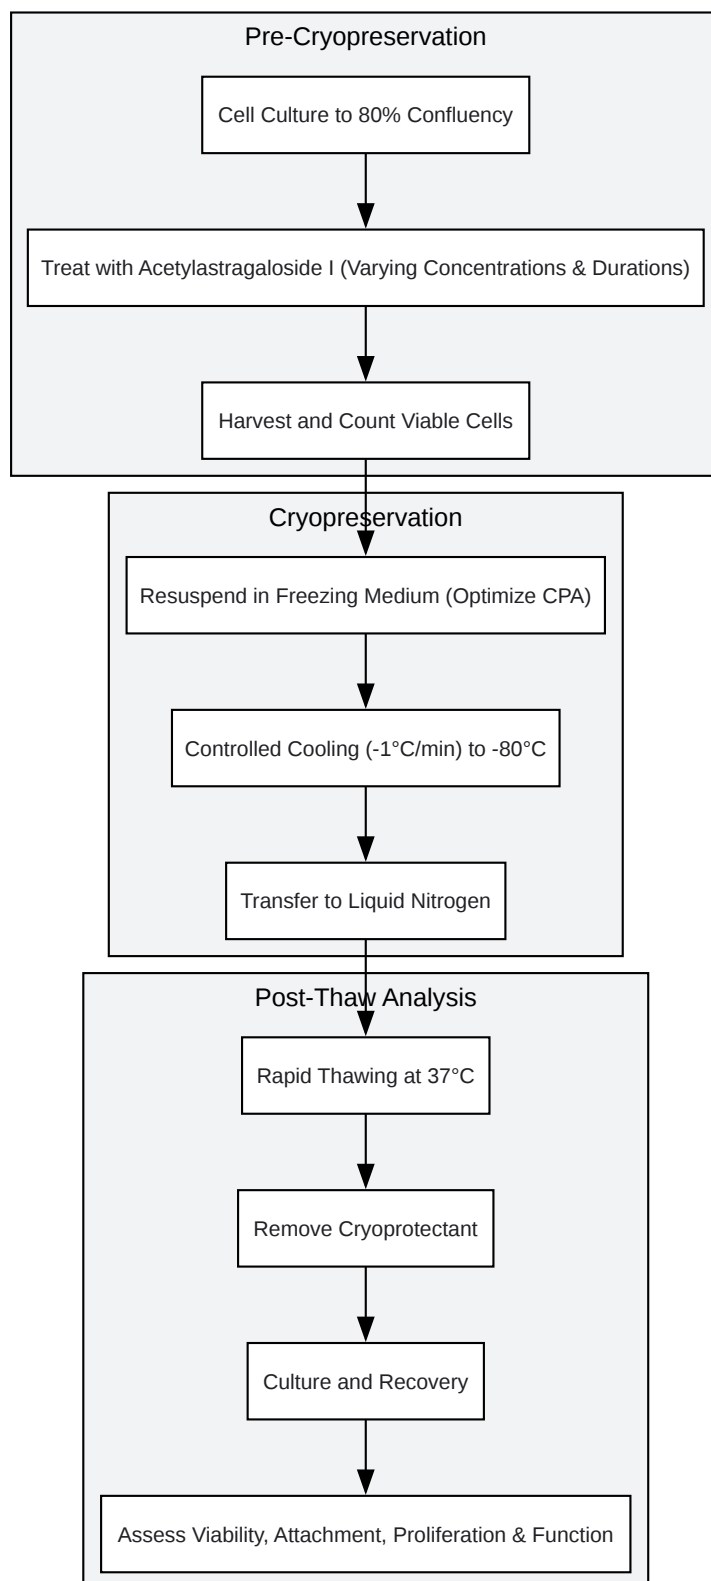 Pre-Cryopreservation
Cell Culture to 80% Confluency
Treat with Acetylastragaloside I (Varying Concentrations & Durations)
Harvest and Count Viable Cells
Cryopreservation
Resuspend in Freezing Medium (Optimize CPA)
Controlled Cooling (-1°C/min) to -80°C
Transfer to Liquid Nitrogen
Post-Thaw Analysis
Rapid Thawing at 37°C
Remove Cryoprotectant
Culture and Recovery
Assess Viability, Attachment, Proliferation & Function